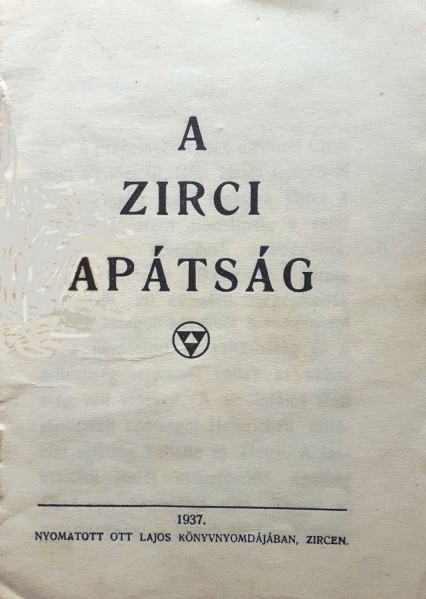 A
ZIRCI
APÁTSÁG
1937.
NYOMATOTT OTT LAJOS KÖNYVNYOMDÁJÁBAN, ZIRCEN.